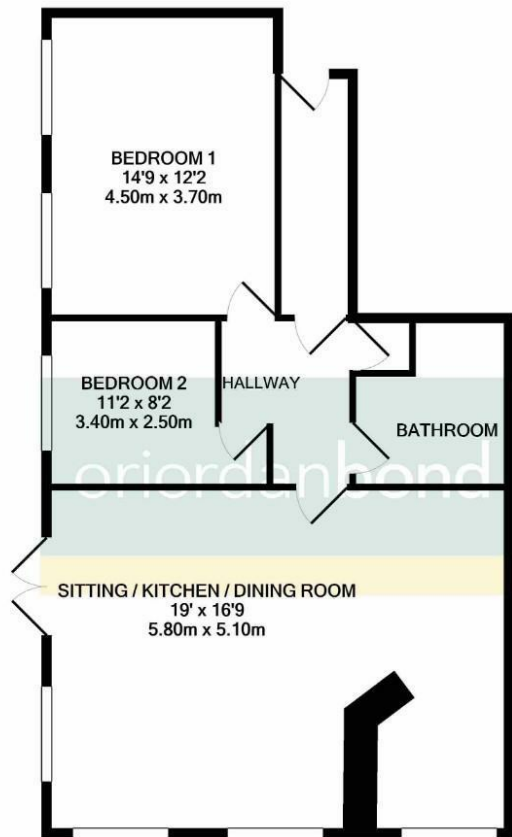 BEDROOM 1
14'9 x 12'2
4.50m x 3.70m
BEDROOM 2
11'2 x 8'2
3.40m x 2.50m
HALLWAY
BATHROOM
oriordanbond
SITTING / KITCHEN / DINING ROOM
19' x 16'9
5.80m x 5.10m